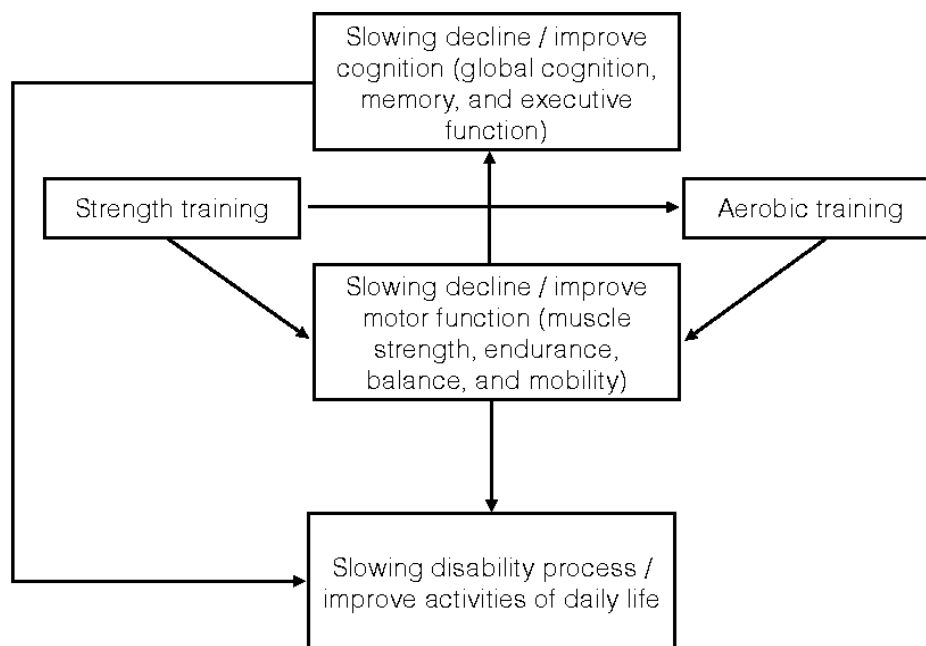 Slowing decline / improve
cognition (global cognition,
memory, and executive
function)
Strength training
Aerobic training
Slowing decline / improve
motor function (muscle
strength, endurance,
balance, and mobility)
Slowing disability process /
improve activities of daily life